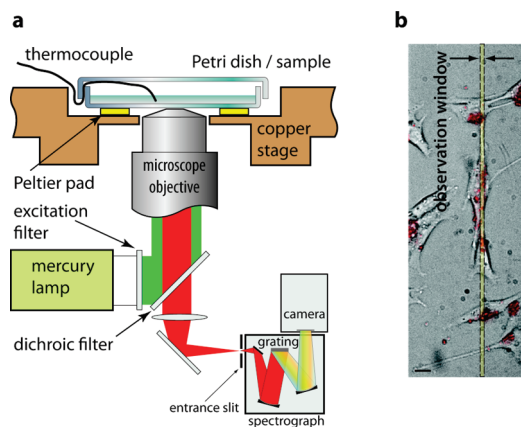 a
thermocouple
Petri dish / sample
copper
stage
microscope
objective
Peltier pad
excitation
filter
mercury
lamp
dichroic filter
camera
grating
entrance slit
spectrograph
b
observation window